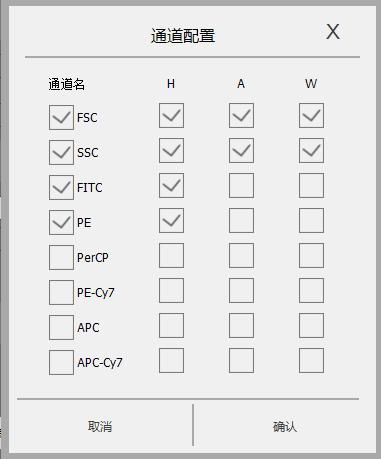 通道配置 X
通道名 H A W
FSC
SSC
FITC
PE
PerCP
PE-Cy7
APC
APC-Cy7
取消 确认